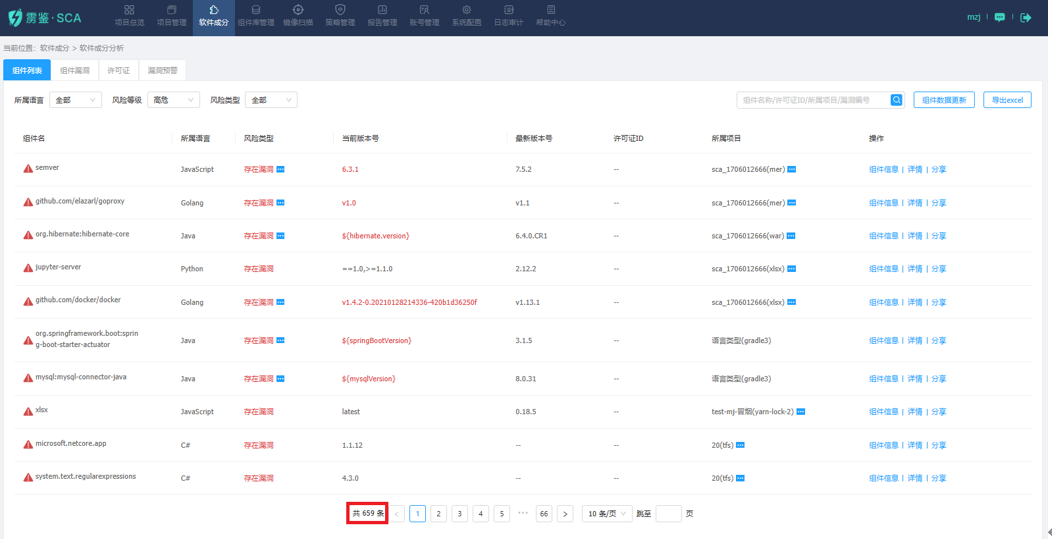 雳鉴·SCA 项目总览 项目管理 软件成分 组件库管理 镜像扫描 策略管理 报告管理 账号管理 系统配置 日志审计 帮助中心 mzj
当前位置: 软件成分 > 软件成分分析
组件列表 组件漏洞 许可证 漏洞预警
所属语言 全部 风险等级 高危 风险类型 全部 组件名称/许可证ID/所属项目/漏洞编号 组件数据更新 导出excel
组件名 所属语言 风险类型 当前版本号 最新版本号 许可证ID 所属项目 操作
semver JavaScript 存在漏洞 6.3.1 7.5.2 -- sca_1706012666(mer) 组件信息 | 详情 | 分享
github.com/elazarl/goproxy Golang 存在漏洞 v1.0 v1.1 -- sca_1706012666(mer) 组件信息 | 详情 | 分享
org.hibernate:hibernate-core Java 存在漏洞 ${hibernate.version} 6.4.0.CR1 -- sca_1706012666(war) 组件信息 | 详情 | 分享
jupyter-server Python 存在漏洞 ==1.0,>=1.1.0 2.12.2 -- sca_1706012666(xlsx) 组件信息 | 详情 | 分享
github.com/docker/docker Golang 存在漏洞 v1.4.2-0.20210128214336-420b1d36250f v1.13.1 -- sca_1706012666(xlsx) 组件信息 | 详情 | 分享
org.springframework.boot:sprin
g-boot-starter-actuator Java 存在漏洞 ${springBootVersion} 3.1.5 -- 语言类型(gradle3) 组件信息 | 详情 | 分享
mysql:mysql-connector-java Java 存在漏洞 ${mysqlVersion} 8.0.31 -- 语言类型(gradle3) 组件信息 | 详情 | 分享
xlsx JavaScript 存在漏洞 latest 0.18.5 -- test-mj-冒烟(yarn-lock-2) 组件信息 | 详情 | 分享
microsoft.netcore.app C# 存在漏洞 1.1.12 -- -- 20(tfs) 组件信息 | 详情 | 分享
system.text.regularexpressions C# 存在漏洞 4.3.0 -- -- 20(tfs) 组件信息 | 详情 | 分享
共 659 条 < 1 2 3 4 5 ••• 66 > 10 条/页 跳至 页